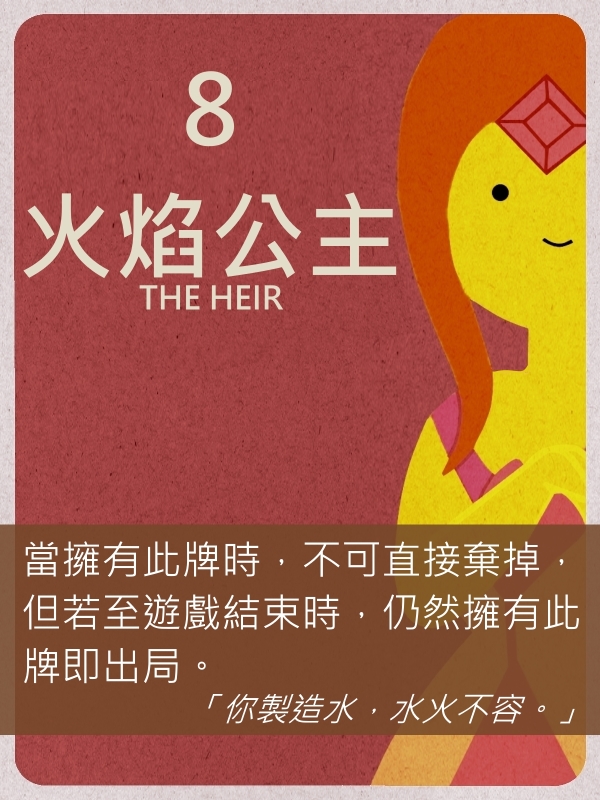 8
火焰公主
THE HEIR
當擁有此牌時，不可直接棄掉，
但若至遊戲結束時，仍然擁有此
牌即出局。
「你製造水，水火不容。」